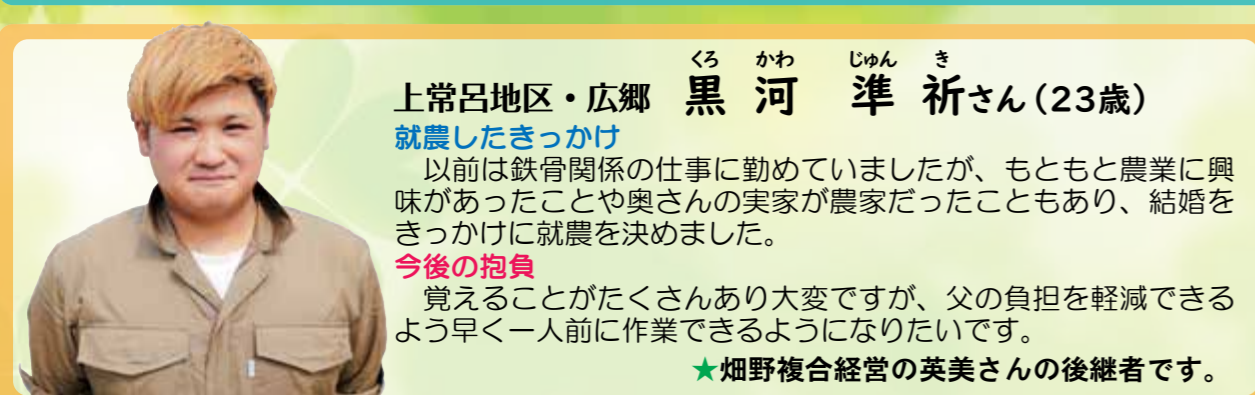 くろ かわ じゅん き
上常呂地区・広郷 黒河 準祈さん(23歳)
就農したきっかけ
　以前は鉄骨関係の仕事に勤めていましたが、もともと農業に興
味があったことや奥さんの実家が農家だったこともあり、結婚を
きっかけに就農を決めました。
今後の抱負
　覚えることがたくさんあり大変ですが、父の負担を軽減できる
よう早く一人前に作業できるようになりたいです。
★畑野複合経営の英美さんの後継者です。